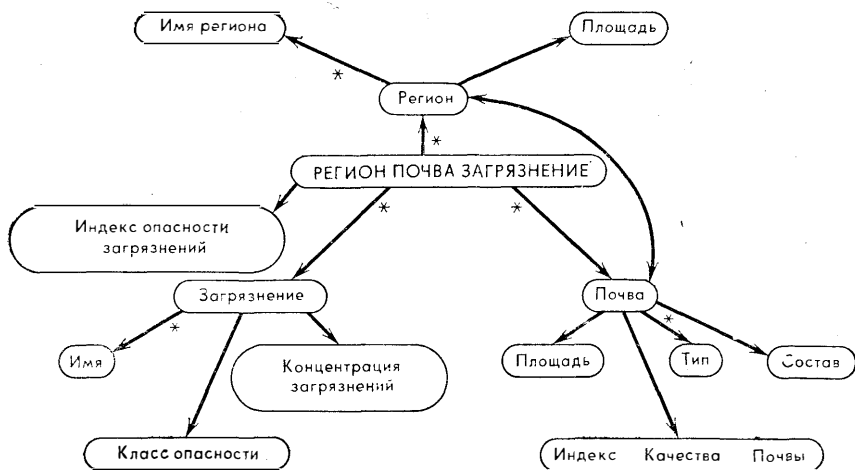 Имя региона
Площадь
*
Регион
*
РЕГИОН ПОЧВА ЗАГРЯЗНЕНИЕ
*
*
Индекс опасности
загрязнений
Загрязнение
Почва
*
*
Имя
Концентрация
загрязнений
Площадь
Тип
Состав
Класс опасности
Индекс Качества Почвы